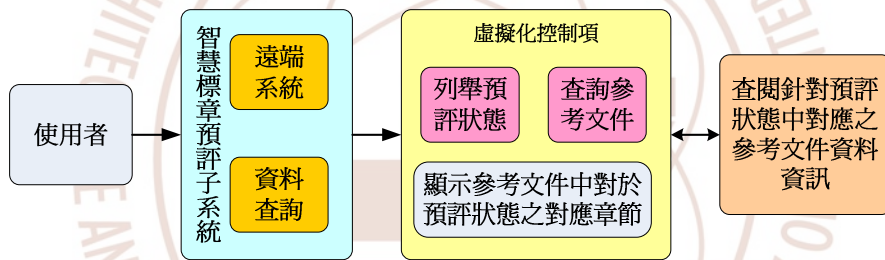 使用者
智慧標章預評子系統
遠端
系統
資料
查詢
虛擬化控制項
列舉預
評狀態
查詢參
考文件
顯示參考文件中對於
預評狀態之對應章節
查閱針對預評
狀態中對應之
參考文件資料
資訊